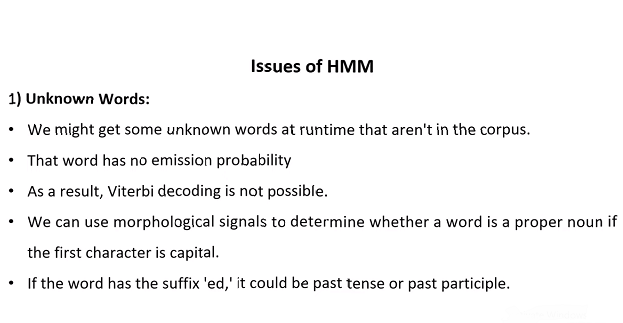 Issues of HMM
1) Unknown Words:
• We might get some unknown words at runtime that aren't in the corpus.
• That word has no emission probability
• As a result, Viterbi decoding is not possible.
• We can use morphological signals to determine whether a word is a proper noun if
the first character is capital.
• If the word has the suffix 'ed,' it could be past tense or past participle.